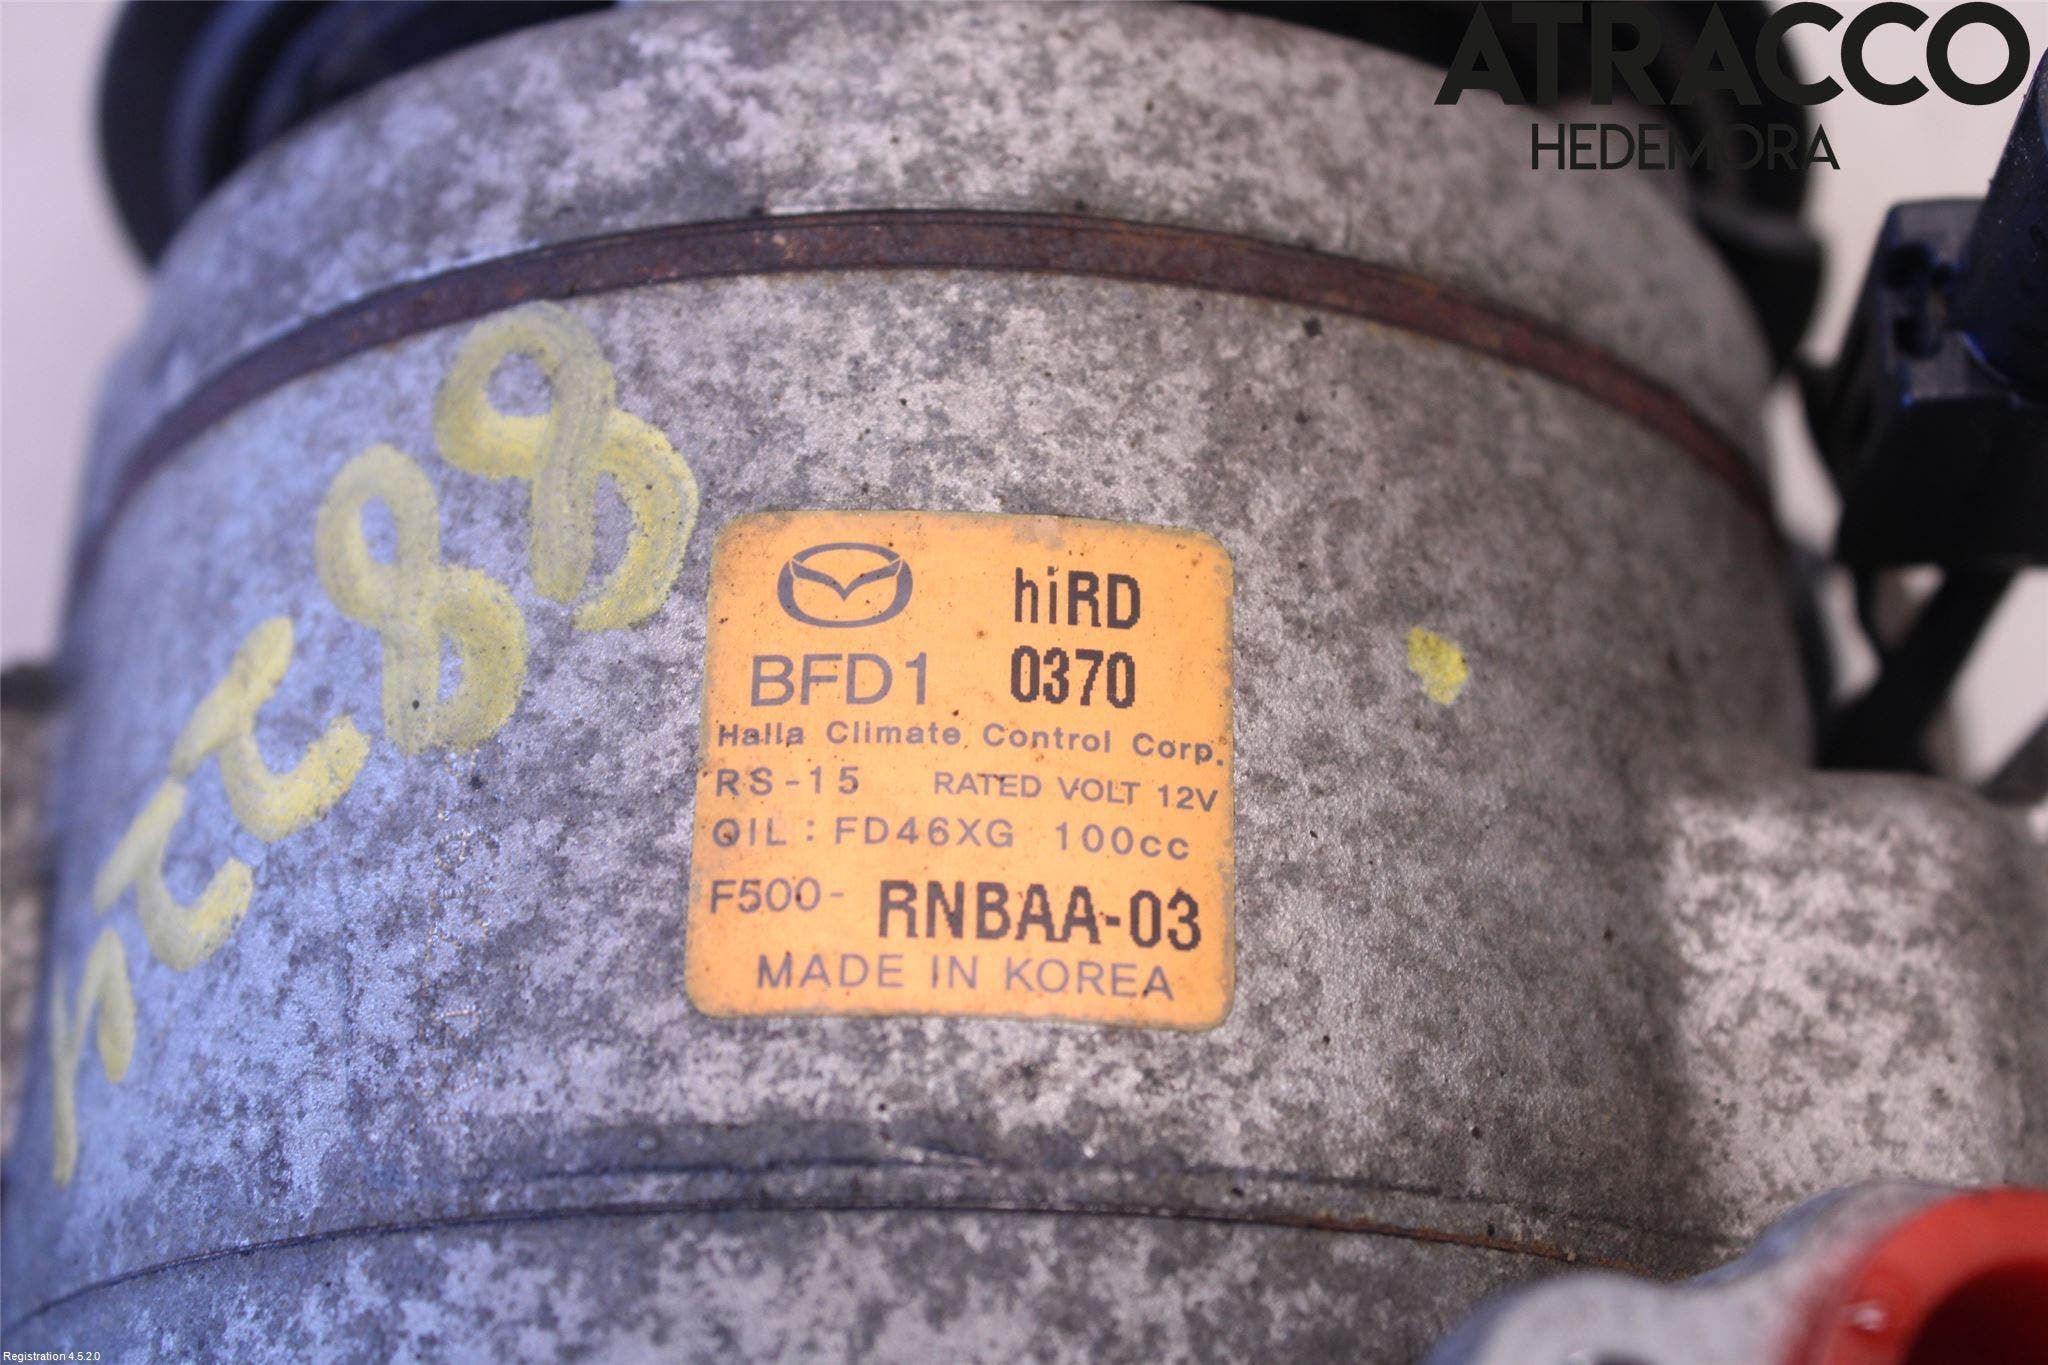 ATRACCO
HEDEMORA
hiRD
BFD1 0370
Halla Climate Control Corp.
RS-15 RATED VOLT 12V
OIL : FD46XG 100cc
F500- RNBAA-03
MADE IN KOREA
Registration 4.5.2.0